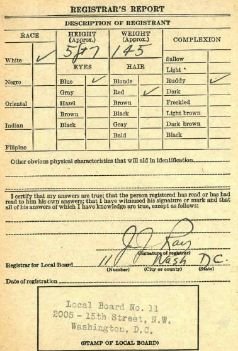 REGISTRAR'S REPORT
DESCRIPTION OF REGISTRANT
RACE
HEIGHT (Approx.)
WEIGHT (Approx.)
COMPLEXION
5 1/7 145
White ✓
EYES
HAIR
Sallow
Light
Negro
Blue ✓
Blonde
Ruddy ✓
Gray
Red ✓
Dark
Oriental
Hazel
Brown
Freckled
Brown
Black
Light brown
Indian
Black
Gray
Dark brown
Bald
Black
Filipino
Other obvious physical characteristics that will aid in identification
I certify that my answers are true; that the person registered has read or has had
read to him his own answers; that I have witnessed his signature or mark and that
all of his answers of which I have knowledge are true, except as follows:
J. J. Ray
(Signature of registrar)
Registrar for Local Board 11 Wash D.C.
(Number) (City or county) (State)
Date of registration
Local Board No. 11
2005 - 15th Street, N.W.
Washington, D.C.
(STAMP OF LOCAL BOARD)